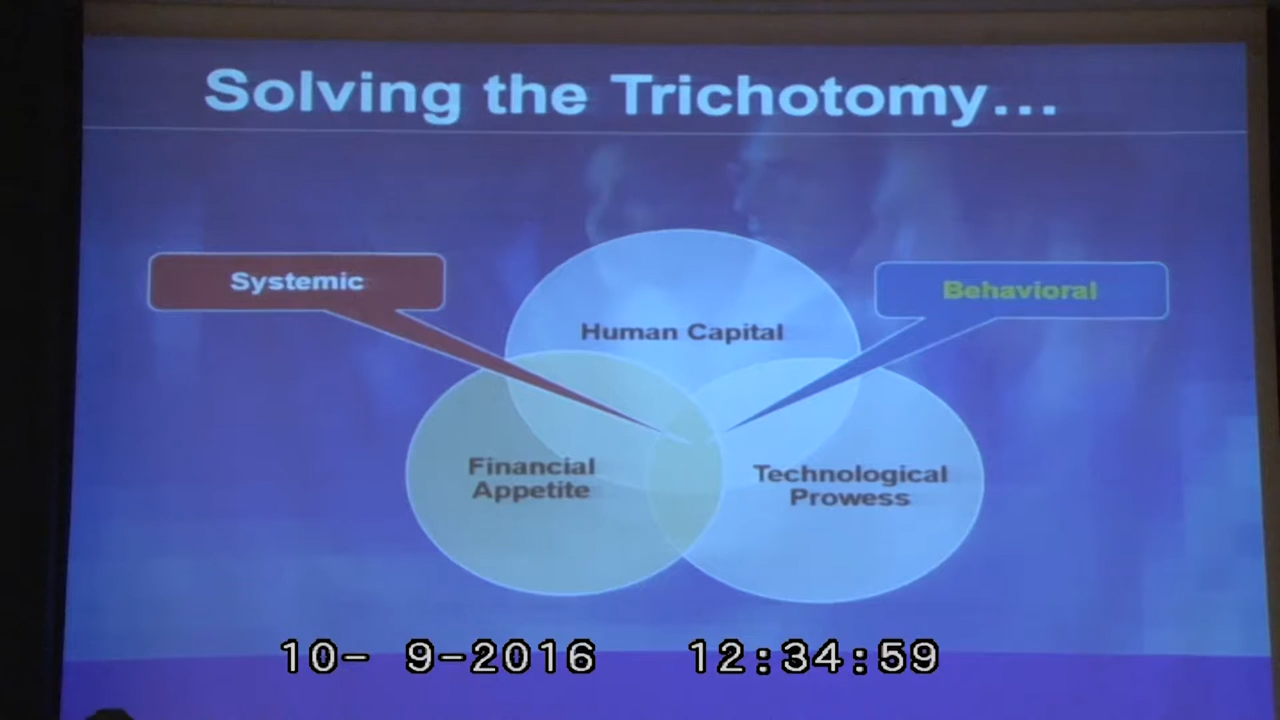 Solving the Trichotomy...
Systemic
Behavioral
Human Capital
Financial
Appetite
Technological
Prowess
10- 9-2016 12:34:59